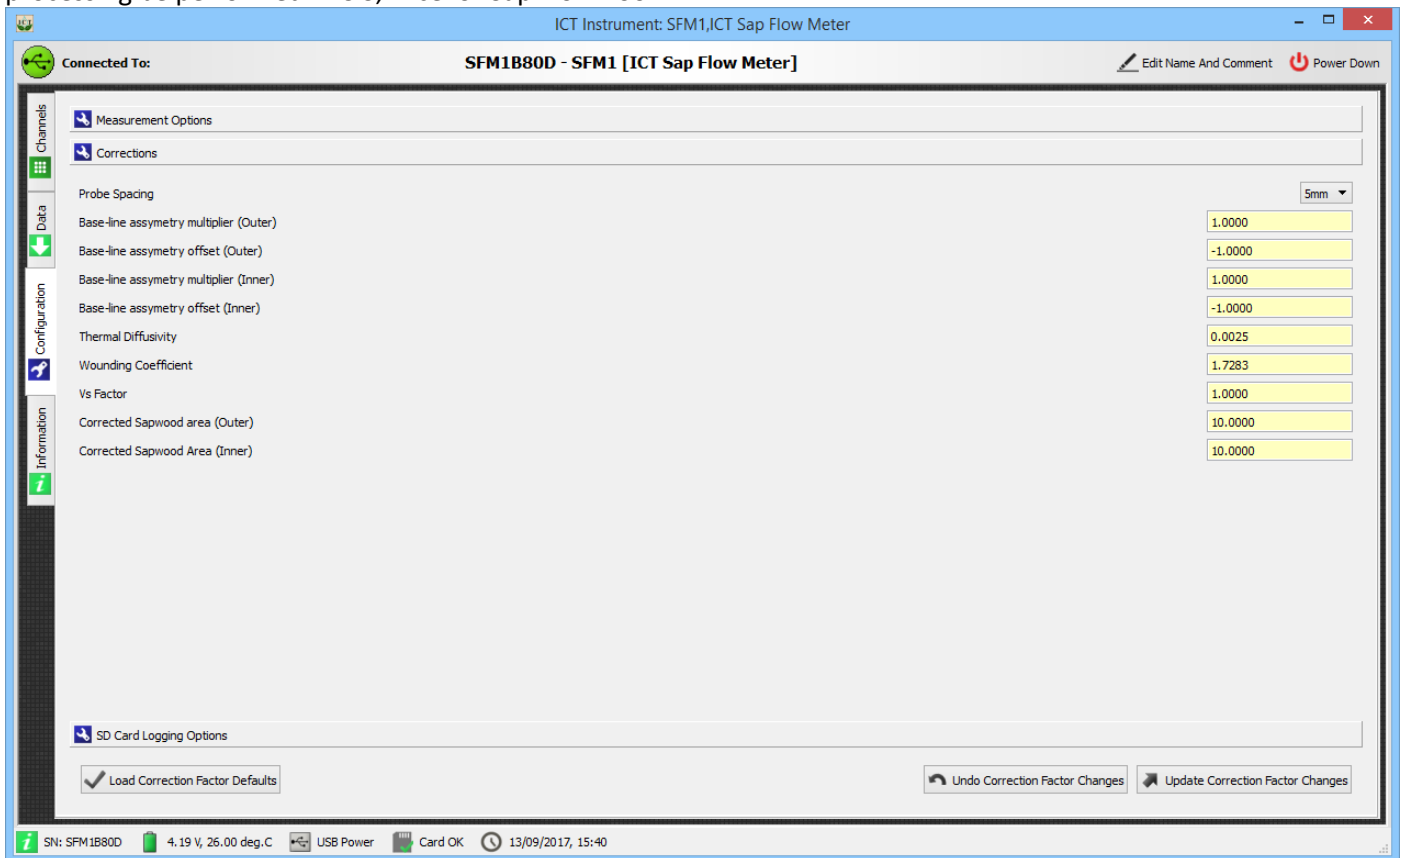 ICT Instrument: SFM1,ICT Sap Flow Meter
Connected To:
SFM1B80D - SFM1 [ICT Sap Flow Meter]
Edit Name And Comment
Power Down
Channels
Data
Configuration
Information
Measurement Options
Corrections
Probe Spacing
5mm
Base-line assymetry multiplier (Outer)
1.0000
Base-line assymetry offset (Outer)
-1.0000
Base-line assymetry multiplier (Inner)
1.0000
Base-line assymetry offset (Inner)
-1.0000
Thermal Diffusivity
0.0025
Wounding Coefficient
1.7283
Vs Factor
1.0000
Corrected Sapwood area (Outer)
10.0000
Corrected Sapwood Area (Inner)
10.0000
SD Card Logging Options
Load Correction Factor Defaults
Undo Correction Factor Changes
Update Correction Factor Changes
SN: SFM1B80D
4.19 V, 26.00 deg.C
USB Power
Card OK
13/09/2017, 15:40